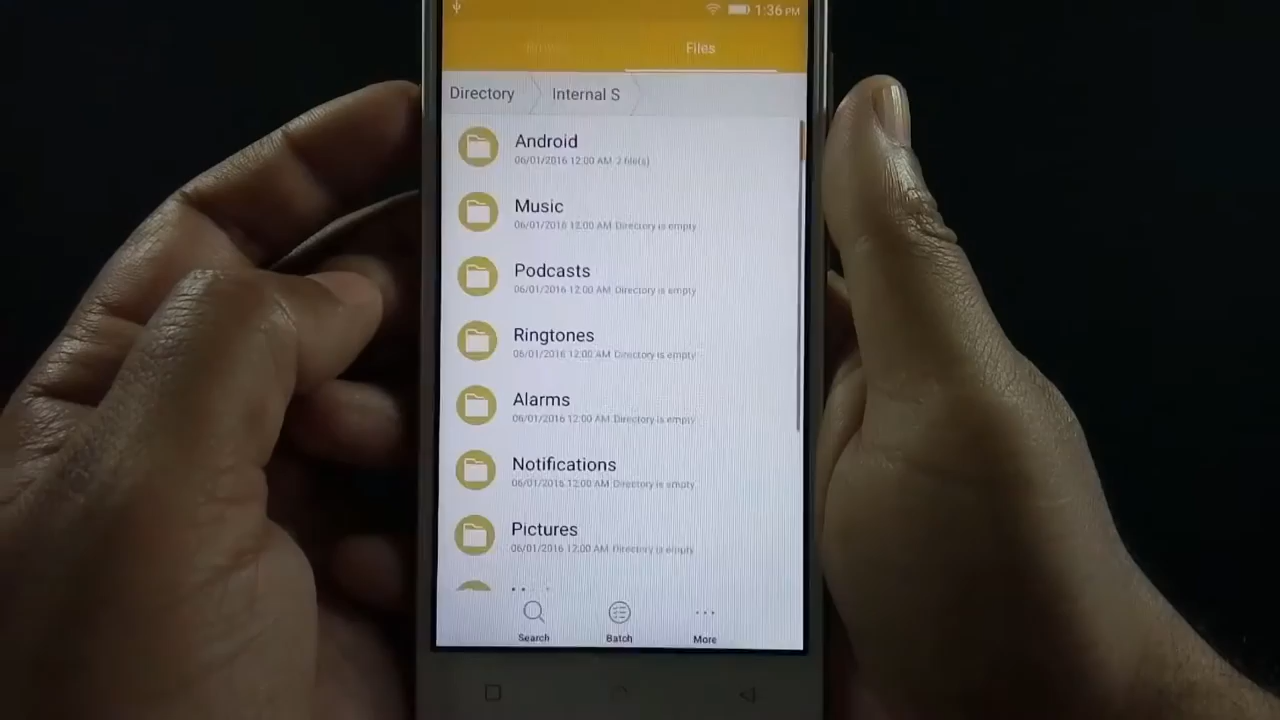 1:36 PM
Files
Directory
Internal S
Android
06/01/2016 12:00 AM 2 file(s)
Music
06/01/2016 12:00 AM Directory is empty
Podcasts
06/01/2016 12:00 AM Directory is empty
Ringtones
06/01/2016 12:00 AM Directory is empty
Alarms
06/01/2016 12:00 AM Directory is empty
Notifications
06/01/2016 12:00 AM Directory is empty
Pictures
06/01/2016 12:00 AM Directory is empty
Search
Batch
More